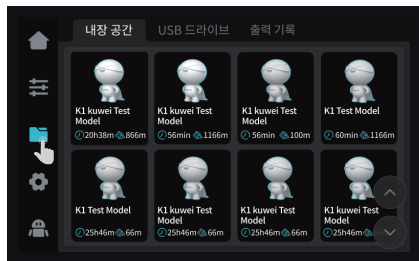 내장 공간 USB 드라이브 출력 기록
K1 kuwei Test Model
20h38m 866m
K1 kuwei Test Model
56min 1166m
K1 kuwei Test Model
56min 100m
K1 Test Model
60min 1166m
K1 Test Model
25h46m 66m
K1 kuwei Test Model
25h46m 66m
K1 kuwei Test Model
25h46m 66m
K1 kuwei Test Model
25h46m